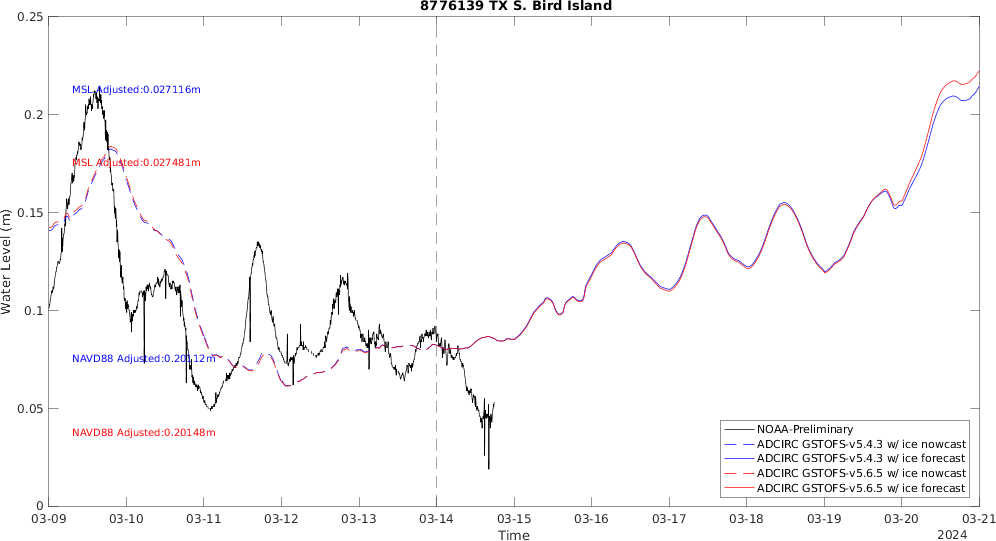 8776139 TX S. Bird Island
0.25
0.2
0.15
0.1
0.05
0
Water Level (m)
MSL Adjusted:0.027116m
MSL Adjusted:0.027481m
NAVD88 Adjusted:0.20112m
NAVD88 Adjusted:0.20148m
NOAA-Preliminary
ADCIRC GSTOFS-v5.4.3 w/ ice nowcast
ADCIRC GSTOFS-v5.4.3 w/ ice forecast
ADCIRC GSTOFS-v5.6.5 w/ ice nowcast
ADCIRC GSTOFS-v5.6.5 w/ ice forecast
03-09 03-10 03-11 03-12 03-13 03-14 03-15 03-16 03-17 03-18 03-19 03-20 03-21
Time
2024